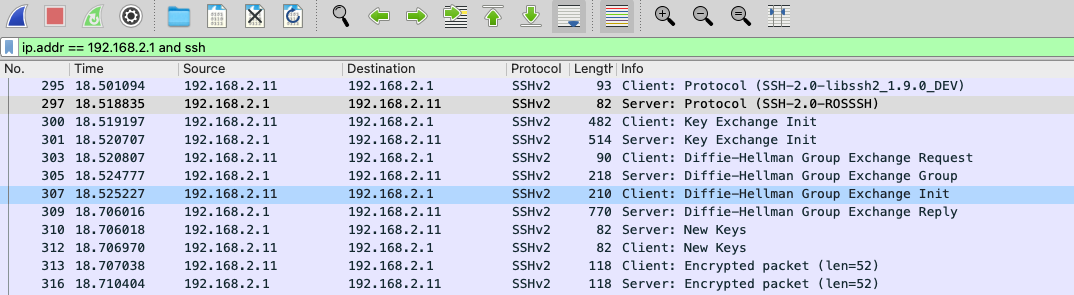 ip.addr == 192.168.2.1 and ssh
No. Time Source Destination Protocol Length Info
295 18.501094 192.168.2.11 192.168.2.1 SSHv2 93 Client: Protocol (SSH-2.0-libssh2_1.9.0_DEV)
297 18.518835 192.168.2.1 192.168.2.11 SSHv2 82 Server: Protocol (SSH-2.0-ROSSSH)
300 18.519197 192.168.2.11 192.168.2.1 SSHv2 482 Client: Key Exchange Init
301 18.520707 192.168.2.1 192.168.2.11 SSHv2 514 Server: Key Exchange Init
303 18.520807 192.168.2.11 192.168.2.1 SSHv2 90 Client: Diffie-Hellman Group Exchange Request
305 18.524777 192.168.2.1 192.168.2.11 SSHv2 218 Server: Diffie-Hellman Group Exchange Group
307 18.525227 192.168.2.11 192.168.2.1 SSHv2 210 Client: Diffie-Hellman Group Exchange Init
309 18.706016 192.168.2.1 192.168.2.11 SSHv2 770 Server: Diffie-Hellman Group Exchange Reply
310 18.706018 192.168.2.1 192.168.2.11 SSHv2 82 Server: New Keys
312 18.706970 192.168.2.11 192.168.2.1 SSHv2 82 Client: New Keys
313 18.707038 192.168.2.11 192.168.2.1 SSHv2 118 Client: Encrypted packet (len=52)
316 18.710404 192.168.2.1 192.168.2.11 SSHv2 118 Server: Encrypted packet (len=52)